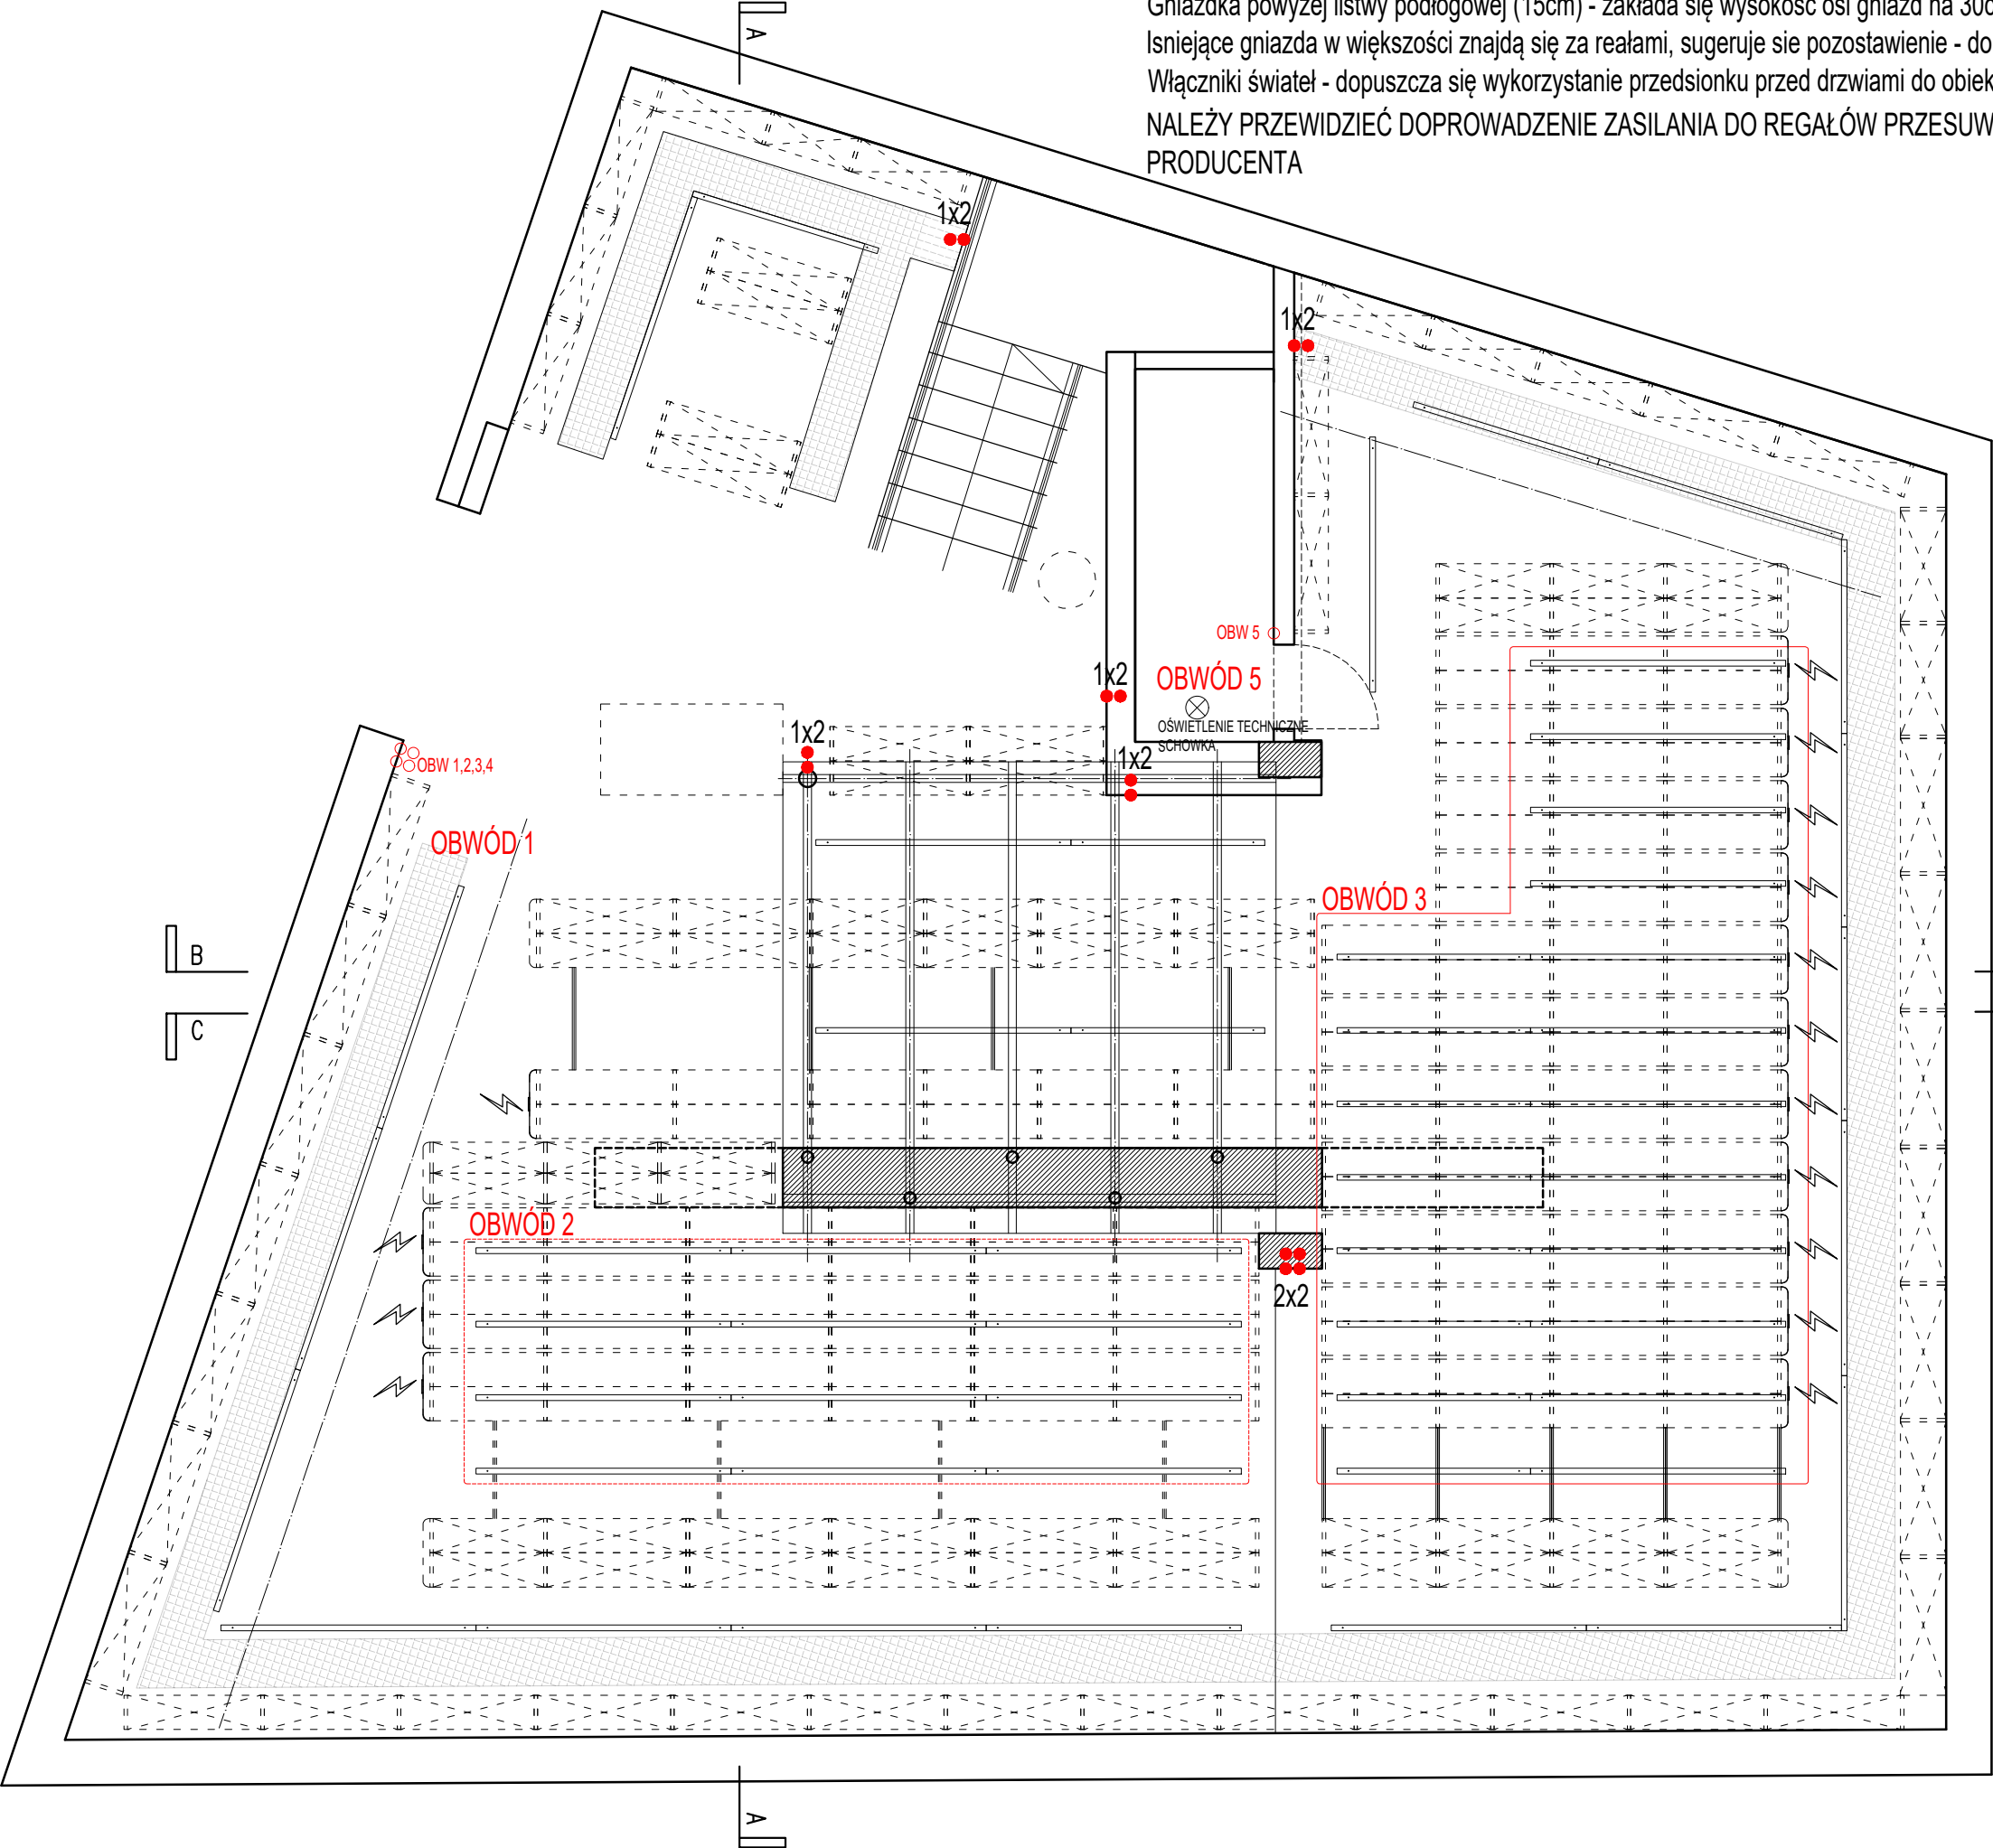 Gniazdka powyżej listwy podłogowej (15cm) - zakłada się wysokość osi gniazd na 30c
Isniejące gniazda w większości znajdą się za reałami, sugeruje sie pozostawienie - do
Włączniki świateł - dopuszcza się wykorzystanie przedsionku przed drzwiami do obiek
NALEŻY PRZEWIDZIEĆ DOPROWADZENIE ZASILANIA DO REGAŁÓW PRZESUW
PRODUCENTA
A
1x2
1x2
OBW 5
1x2
OBWÓD 5
OŚWIETLENIE TECHNICZNE
SCHOWKA
1x2
1x2
OBW 1,2,3,4
OBWÓD 1
OBWÓD 3
B
C
OBWÓD 2
2x2
A